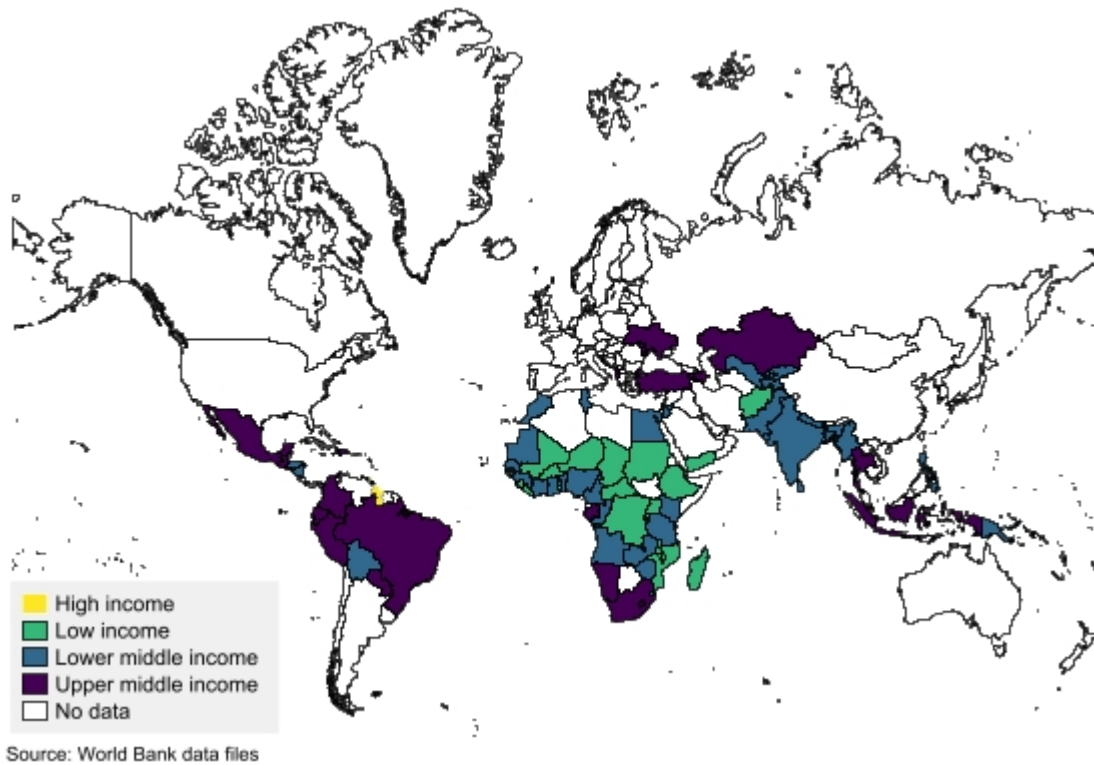 High income
Low income
Lower middle income
Upper middle income
No data
Source: World Bank data files